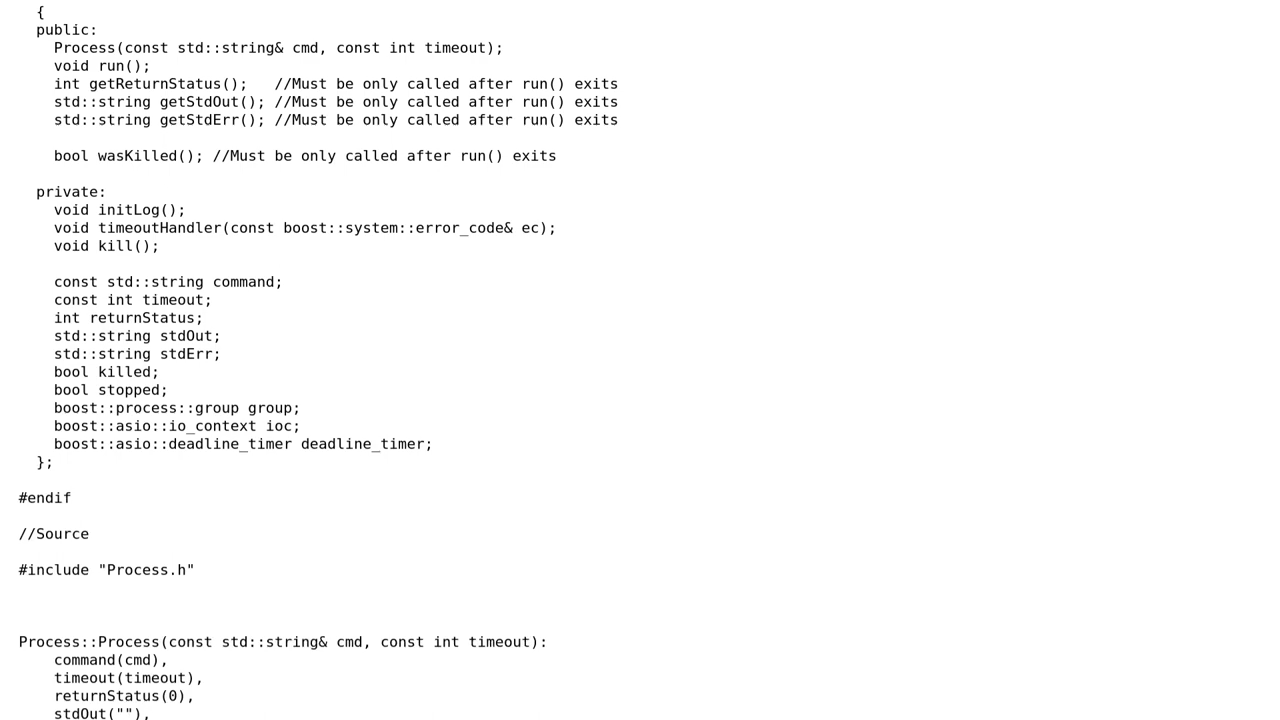 {
public:
Process(const std::string& cmd, const int timeout);
void run();
int getReturnStatus();   //Must be only called after run() exits
std::string getStdOut(); //Must be only called after run() exits
std::string getStdErr(); //Must be only called after run() exits
bool wasKilled(); //Must be only called after run() exits
private:
void initLog();
void timeoutHandler(const boost::system::error_code& ec);
void kill();
const std::string command;
const int timeout;
int returnStatus;
std::string stdOut;
std::string stdErr;
bool killed;
bool stopped;
boost::process::group group;
boost::asio::io_context ioc;
boost::asio::deadline_timer deadline_timer;
};
#endif
//Source
#include "Process.h"
Process::Process(const std::string& cmd, const int timeout):
command(cmd),
timeout(timeout),
returnStatus(0),
stdOut(""),